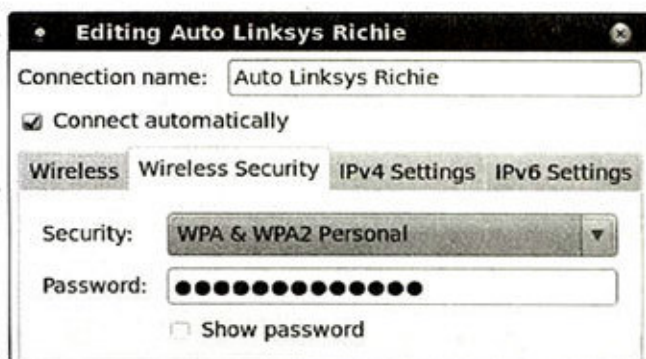 Editing Auto Linksys Richie
Connection name: Auto Linksys Richie
Connect automatically
Wireless Wireless Security IPv4 Settings IPv6 Settings
Security: WPA & WPA2 Personal
Password: ●●●●●●●●●●●●●
Show password